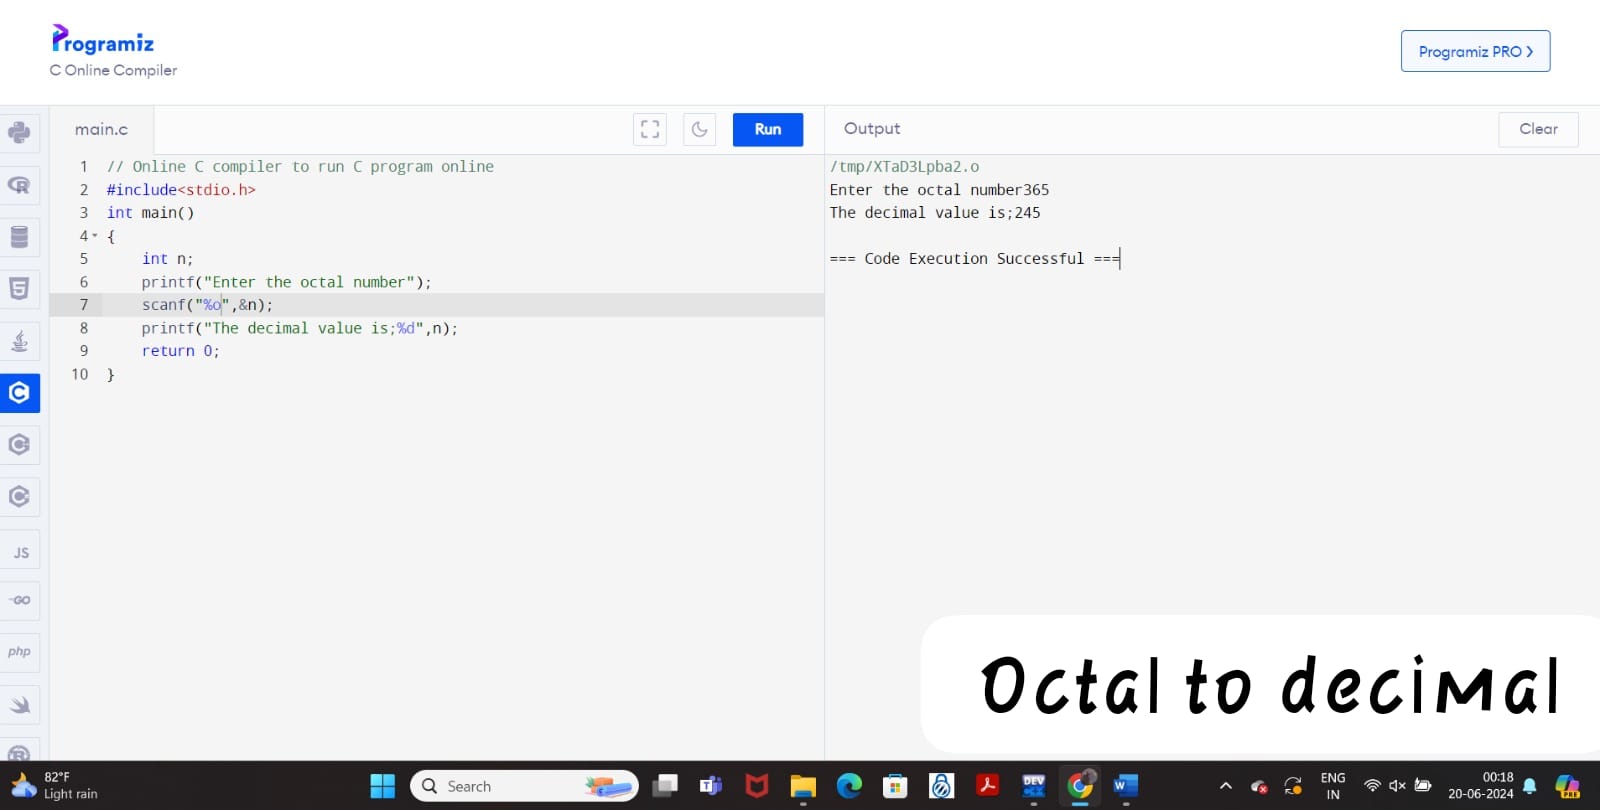 Programiz
C Online Compiler
Programiz PRO >
main.c
Run
Output
Clear
1 // Online C compiler to run C program online
2 #include<stdio.h>
3 int main()
4 {
5 int n;
6 printf("Enter the octal number");
7 scanf("%o",&n);
8 printf("The decimal value is;%d",n);
9 return 0;
10 }
/tmp/XTaD3Lpba2.o
Enter the octal number365
The decimal value is;245
=== Code Execution Successful ===
JS
GO
php
Octal to decimal
82°F
Light rain
Search
DEV
W
ENG
IN
00:18
20-06-2024
PRE